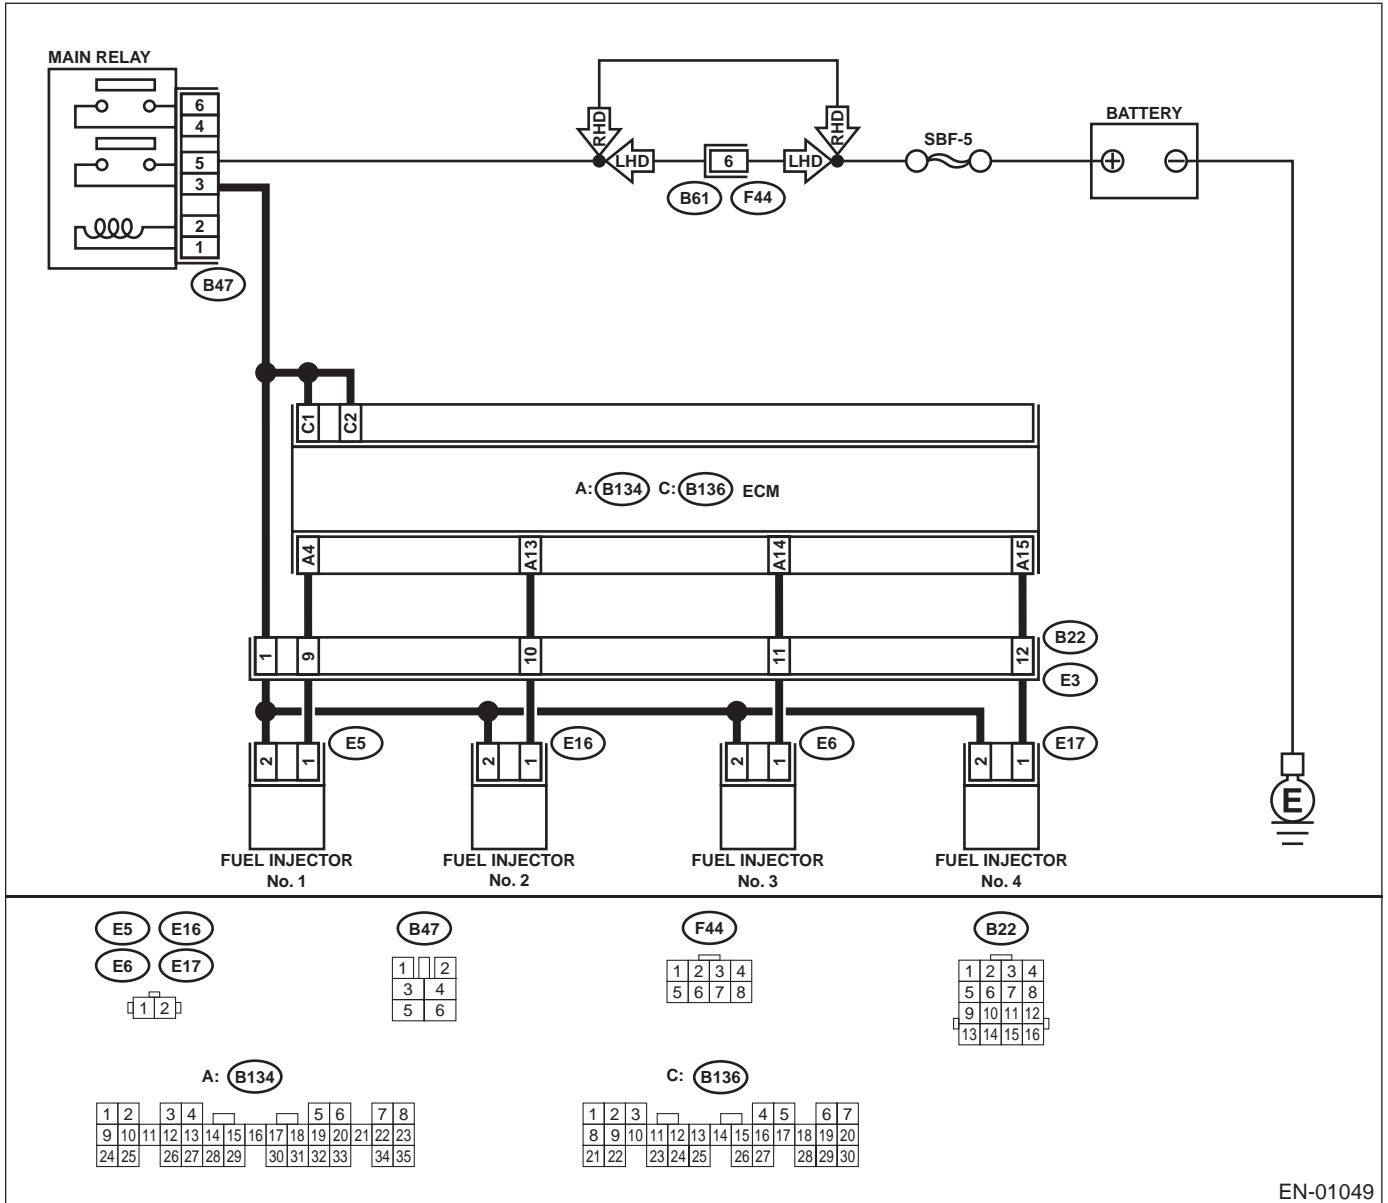 MAIN RELAY
6
4
5
3
2
1
B47
RHD
RHD
LHD
6
LHD
B61
F44
SBF-5
BATTERY
+
−
C1
C2
A: B134 C: B136 ECM
A4
A13
A14
A15
1
9
10
11
12
B22
E3
2
1
E5
2
1
E16
2
1
E6
2
1
E17
E
FUEL INJECTOR
No. 1
FUEL INJECTOR
No. 2
FUEL INJECTOR
No. 3
FUEL INJECTOR
No. 4
E5 E16
E6 E17
1 2
B47
1 2
3 4
5 6
F44
1 2 3 4
5 6 7 8
B22
1 2 3 4
5 6 7 8
9 10 11 12
13 14 15 16
A: B134
1 2 3 4 5 6 7 8
9 10 11 12 13 14 15 16 17 18 19 20 21 22 23
24 25 26 27 28 29 30 31 32 33 34 35
C: B136
1 2 3 4 5 6 7
8 9 10 11 12 13 14 15 16 17 18 19 20
21 22 23 24 25 26 27 28 29 30
EN-01049